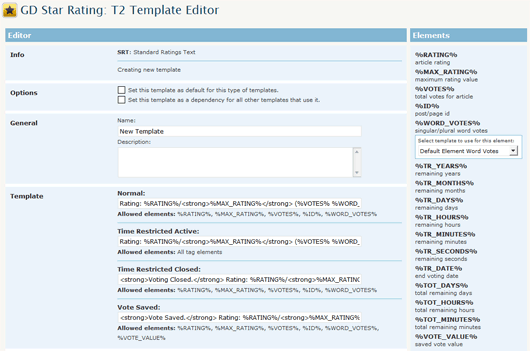 GD Star Rating: T2 Template Editor
Editor
Info
SRT: Standard Ratings Text
Creating new template
Options
Set this template as default for this type of templates.
Set this template as a dependency for all other templates that use it.
General
Name:
New Template
Description:
Template
Normal:
Rating: %RATING%/<strong>%MAX_RATING%</strong> (%VOTES% %WORD_
Allowed elements: %RATING%, %MAX_RATING%, %VOTES%, %ID%, %WORD_VOTES%
Time Restricted Active:
Rating: %RATING%/<strong>%MAX_RATING%</strong> (%VOTES% %WORD_
Allowed elements: All tag elements
Time Restricted Closed:
<strong>Voting Closed.</strong> Rating: %RATING%/<strong>%MAX_RATING
Allowed elements: %RATING%, %MAX_RATING%, %VOTES%, %ID%, %WORD_VOTES%
Vote Saved:
<strong>Vote Saved.</strong> Rating: %RATING%/<strong>%MAX_RATING%
Allowed elements: %RATING%, %MAX_RATING%, %VOTES%, %ID%, %WORD_VOTES%,
%VOTE_VALUE%
Elements
%RATING%
article rating
%MAX_RATING%
maximum rating value
%VOTES%
total votes for article
%ID%
post/page id
%WORD_VOTES%
singular/plural word votes
Select template to use for this element:
Default Element Word Votes
%TR_YEARS%
remaining years
%TR_MONTHS%
remaining months
%TR_DAYS%
remaining days
%TR_HOURS%
remaining hours
%TR_MINUTES%
remaining minutes
%TR_SECONDS%
remaining seconds
%TR_DATE%
end voting date
%TOT_DAYS%
total remaining days
%TOT_HOURS%
total remaining hours
%TOT_MINUTES%
total remaining minutes
%VOTE_VALUE%
saved vote value